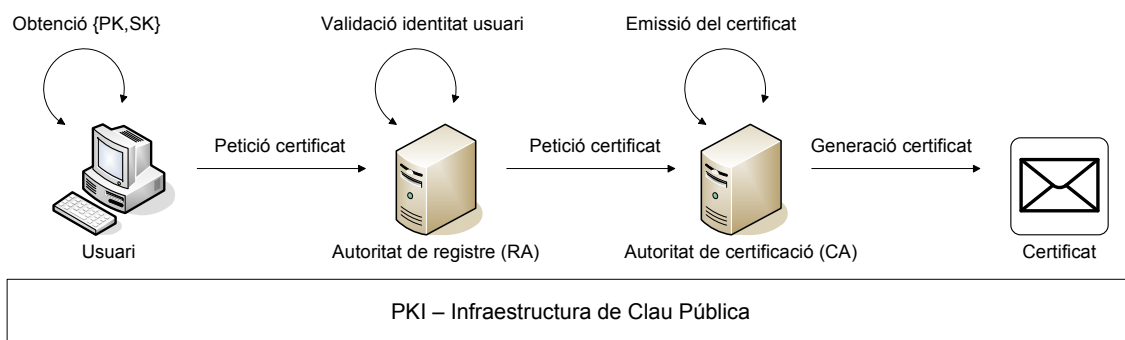 Obtenció {PK,SK}
Validació identitat usuari
Emissió del certificat
Petició certificat
Petició certificat
Generació certificat
Usuari
Autoritat de registre (RA)
Autoritat de certificació (CA)
Certificat
PKI – Infraestructura de Clau Pública